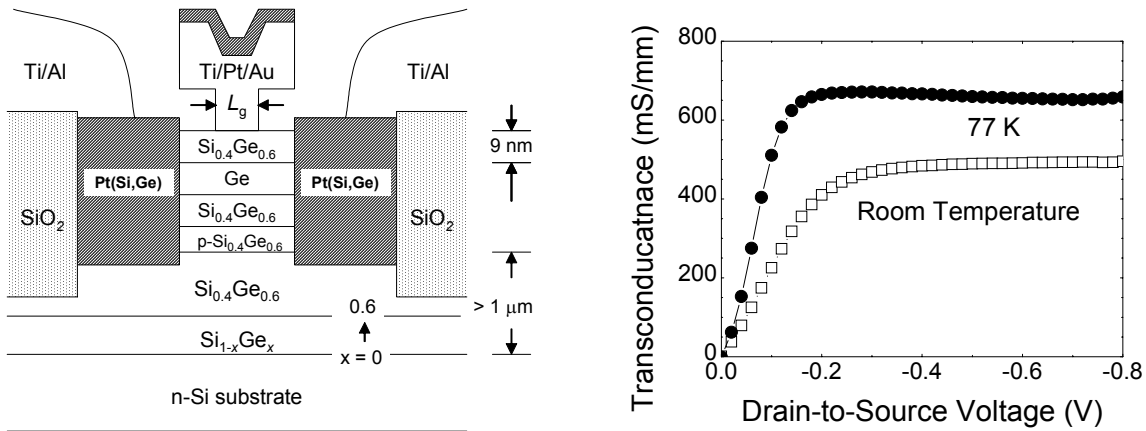 Ti/Al
Ti/Pt/Au
Ti/Al
Lg
Si0.4Ge0.6
9 nm
Ge
Pt(Si,Ge)
Pt(Si,Ge)
SiO2
SiO2
Si0.4Ge0.6
p-Si0.4Ge0.6
Si0.4Ge0.6
0.6
> 1 μm
Si1-xGex
x = 0
n-Si substrate
Transconducatnace (mS/mm)
800
600
400
200
0
77 K
Room Temperature
0.0
-0.2
-0.4
-0.6
-0.8
Drain-to-Source Voltage (V)